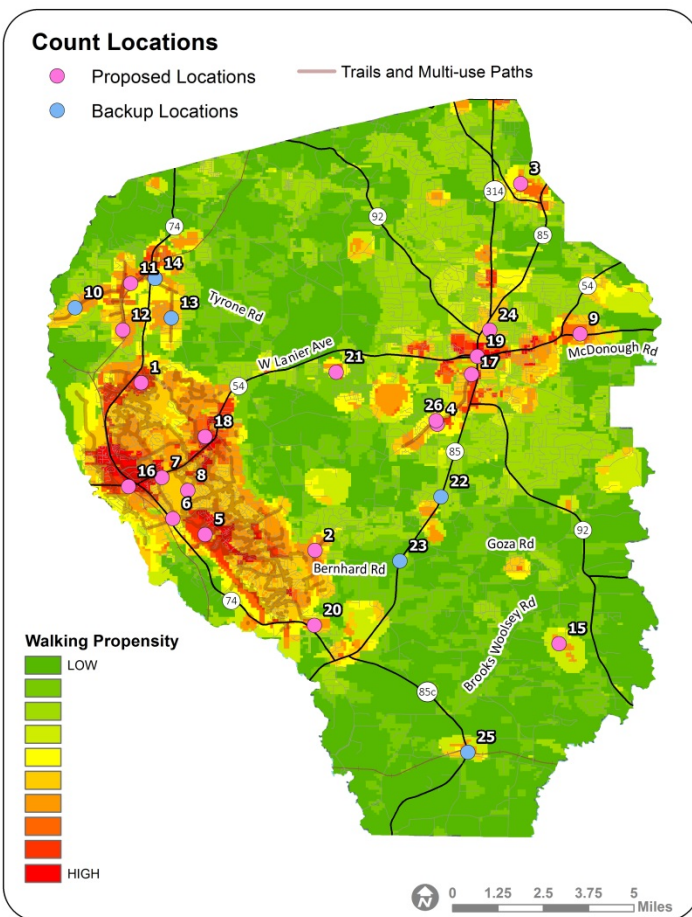 Count Locations
Proposed Locations
Trails and Multi-use Paths
Backup Locations
3
314
92
74
85
14
11
54
10
13
Tyrone Rd
24
12
9
19
W Lanier Ave
McDonough Rd
21
17
1
54
26 4
18
85
7
16
8
22
6
92
5
2
Goza Rd
23
Bernhard Rd
74
20
15
Brooks Woolsey Rd
Walking Propensity
LOW
85c
25
HIGH
N
0 1.25 2.5 3.75 5
Miles